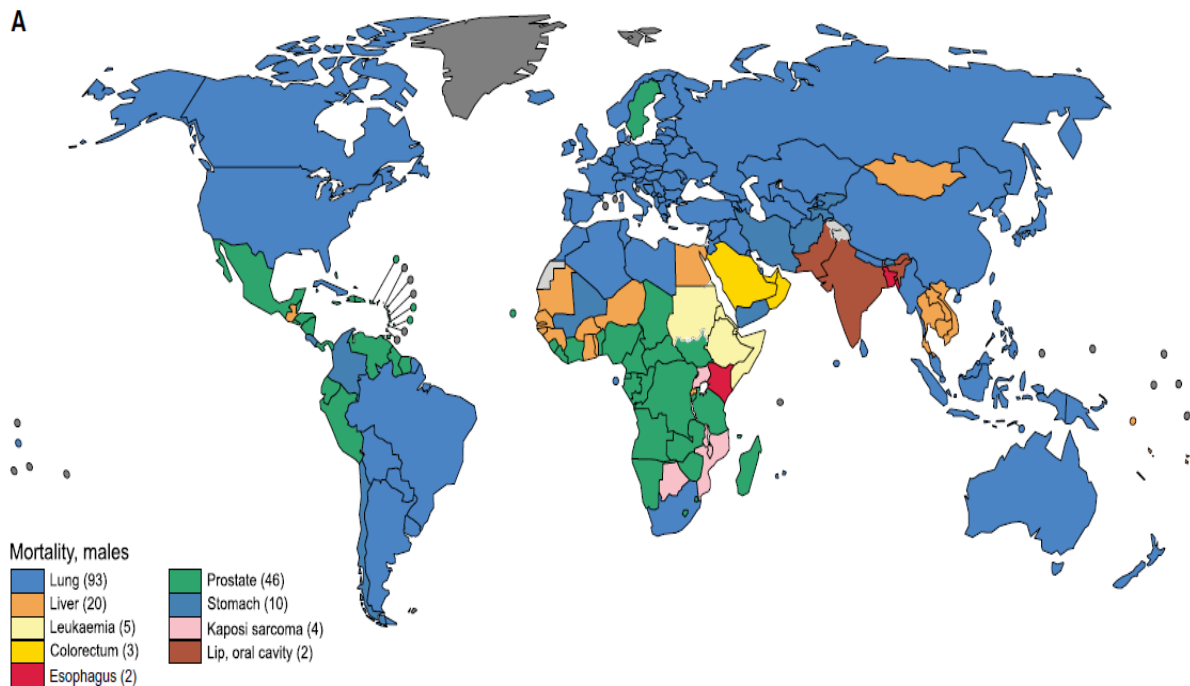 A
Mortality, males
Lung (93)
Liver (20)
Leukaemia (5)
Colorectum (3)
Esophagus (2)
Prostate (46)
Stomach (10)
Kaposi sarcoma (4)
Lip, oral cavity (2)